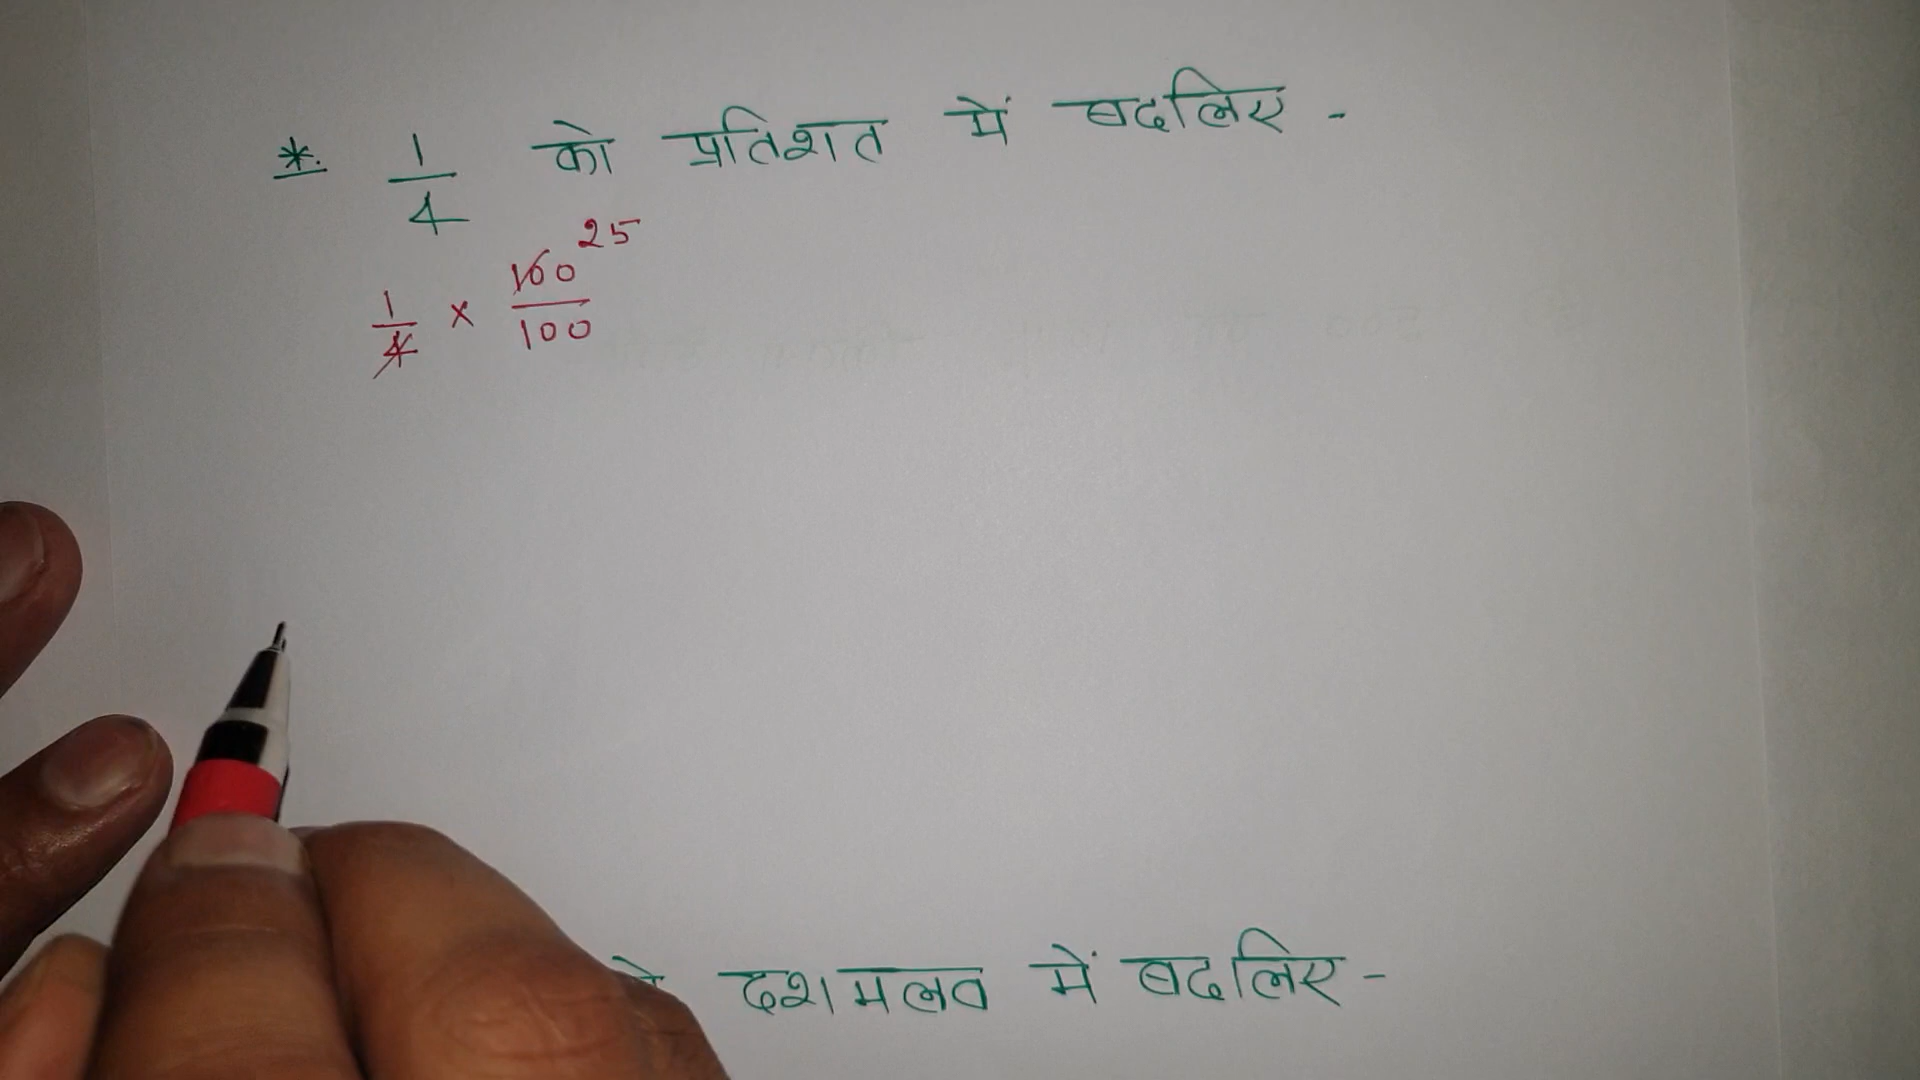 *. 1/4 को प्रतिशत में बदलिए -
1/4 × 100/100 25
दशमलव में बदलिए -